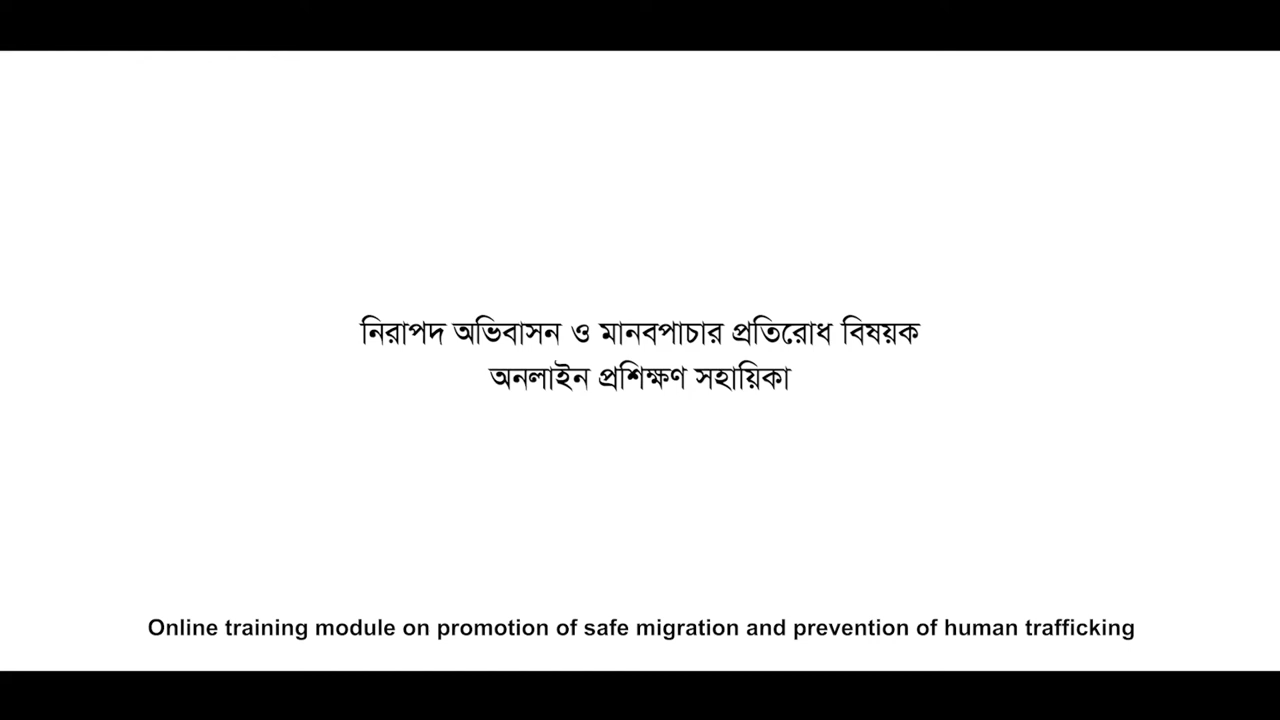 নিরাপদ অভিবাসন ও মানবপাচার প্রতিরোধ বিষয়ক
অনলাইন প্রশিক্ষণ সহায়িকা
Online training module on promotion of safe migration and prevention of human trafficking